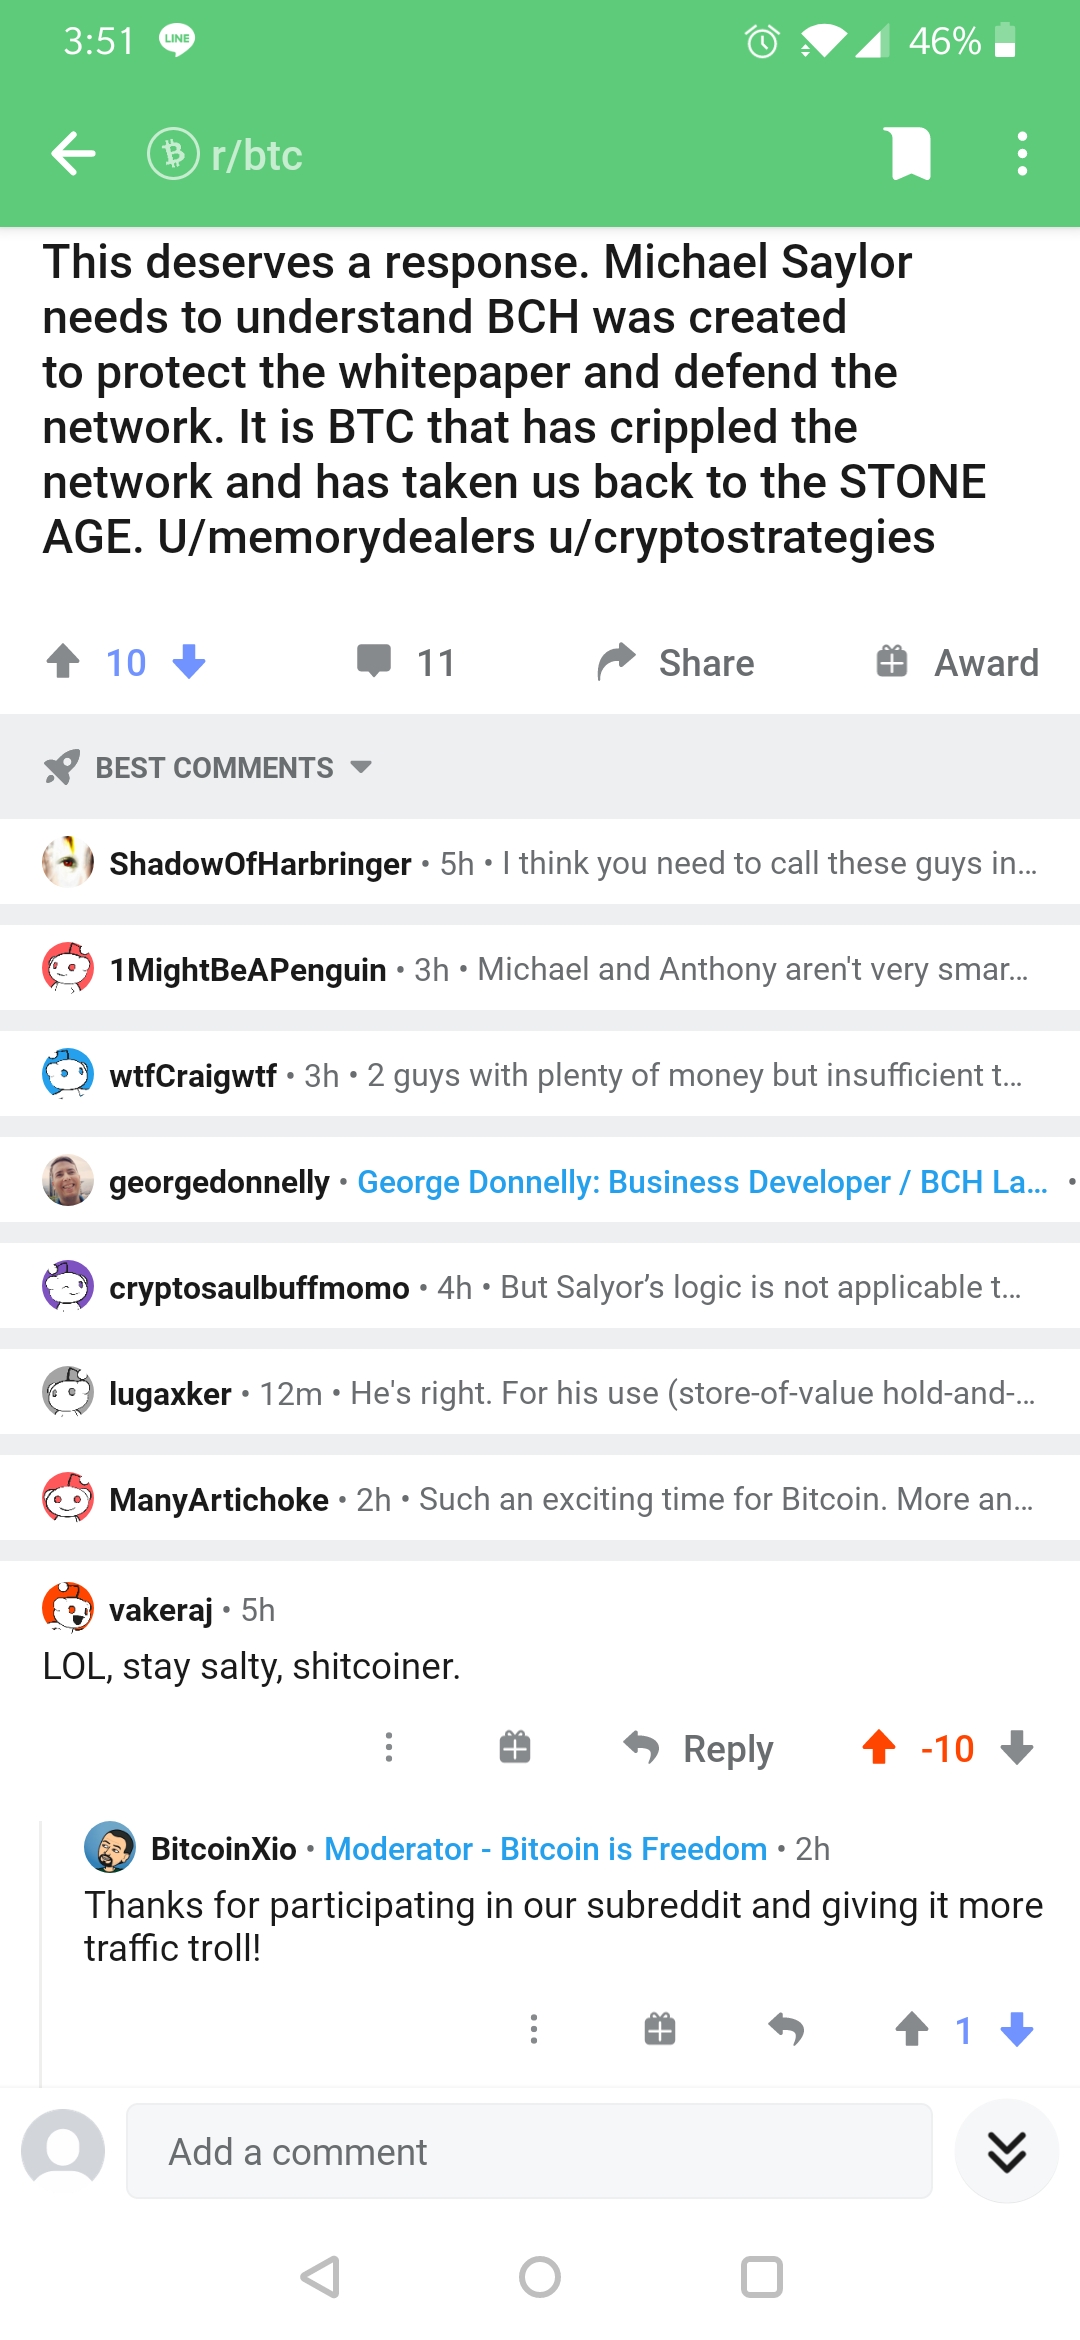 3:51 LINE 46%
r/btc
This deserves a response. Michael Saylor
needs to understand BCH was created
to protect the whitepaper and defend the
network. It is BTC that has crippled the
network and has taken us back to the STONE
AGE. U/memorydealers u/cryptostrategies
10 11 Share Award
BEST COMMENTS
ShadowOfHarbringer • 5h • I think you need to call these guys in...
1MightBeAPenguin • 3h • Michael and Anthony aren't very smar...
wtfCraigwtf • 3h • 2 guys with plenty of money but insufficient t...
georgedonnelly • George Donnelly: Business Developer / BCH La... •
cryptosaulbuffmomo • 4h • But Salyor’s logic is not applicable t...
lugaxker • 12m • He's right. For his use (store-of-value hold-and-...
ManyArtichoke • 2h • Such an exciting time for Bitcoin. More an...
vakeraj • 5h
LOL, stay salty, shitcoiner.
Reply -10
BitcoinXio • Moderator - Bitcoin is Freedom • 2h
Thanks for participating in our subreddit and giving it more
traffic troll!
1
Add a comment